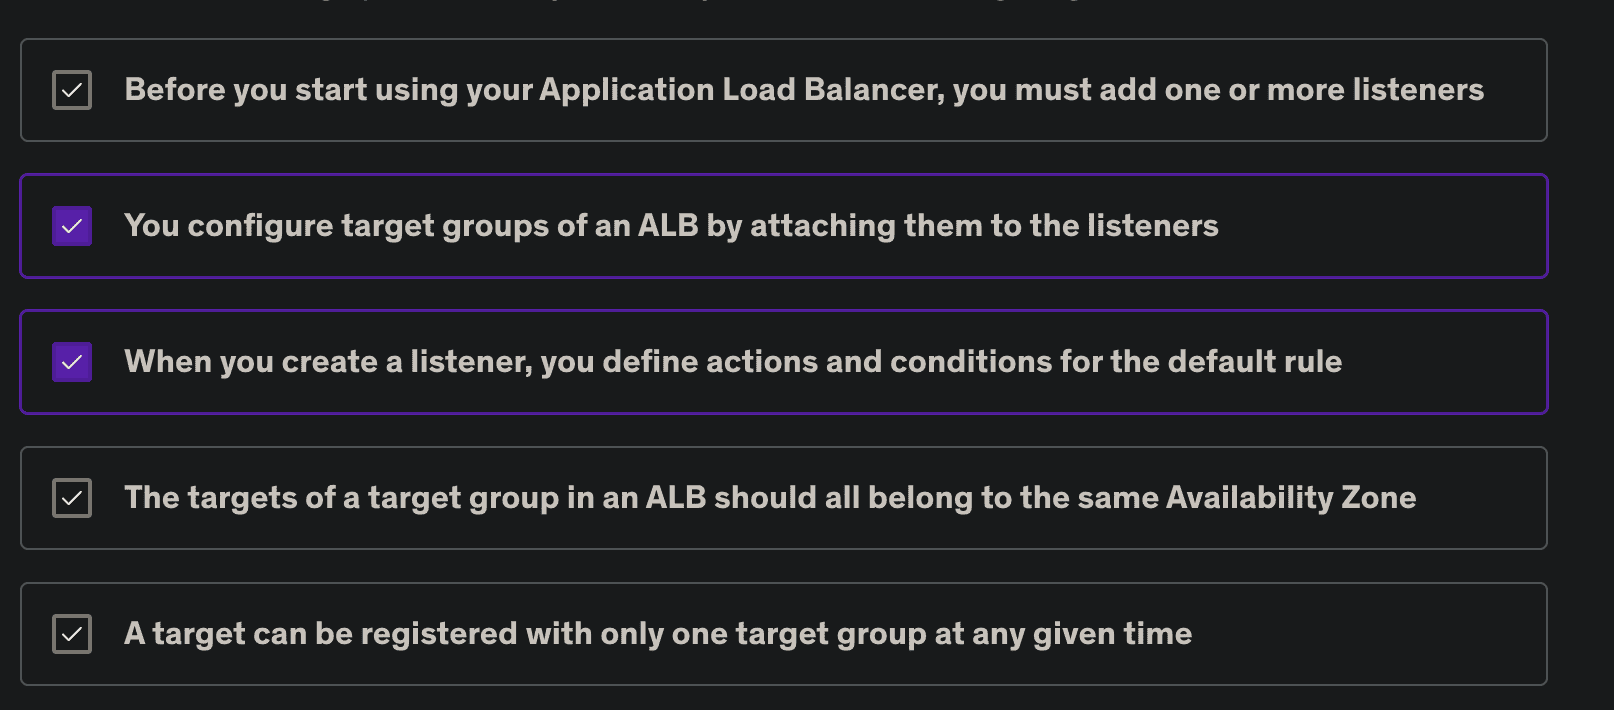 Before you start using your Application Load Balancer, you must add one or more listeners
You configure target groups of an ALB by attaching them to the listeners
When you create a listener, you define actions and conditions for the default rule
The targets of a target group in an ALB should all belong to the same Availability Zone
A target can be registered with only one target group at any given time